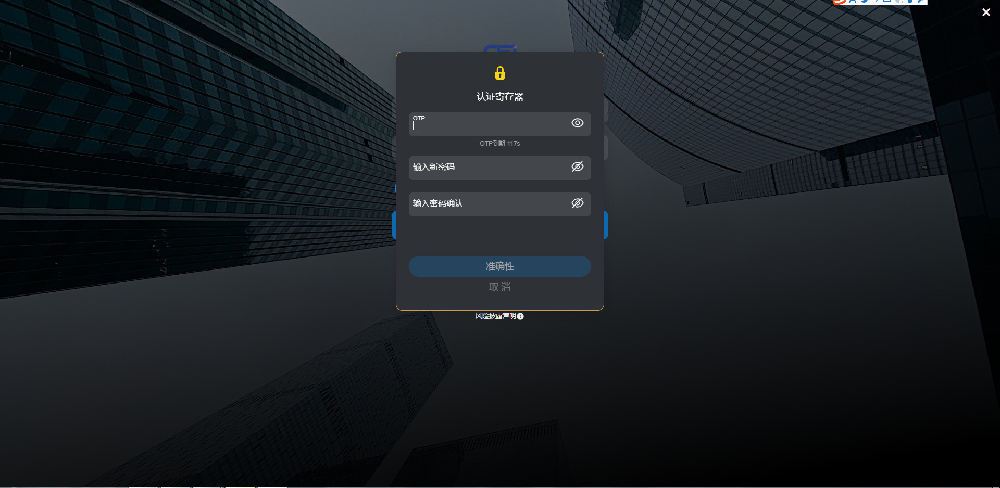 认证寄存器
OTP
OTP到期 117s
输入新密码
输入密码确认
准确性
取 消
风险披露声明